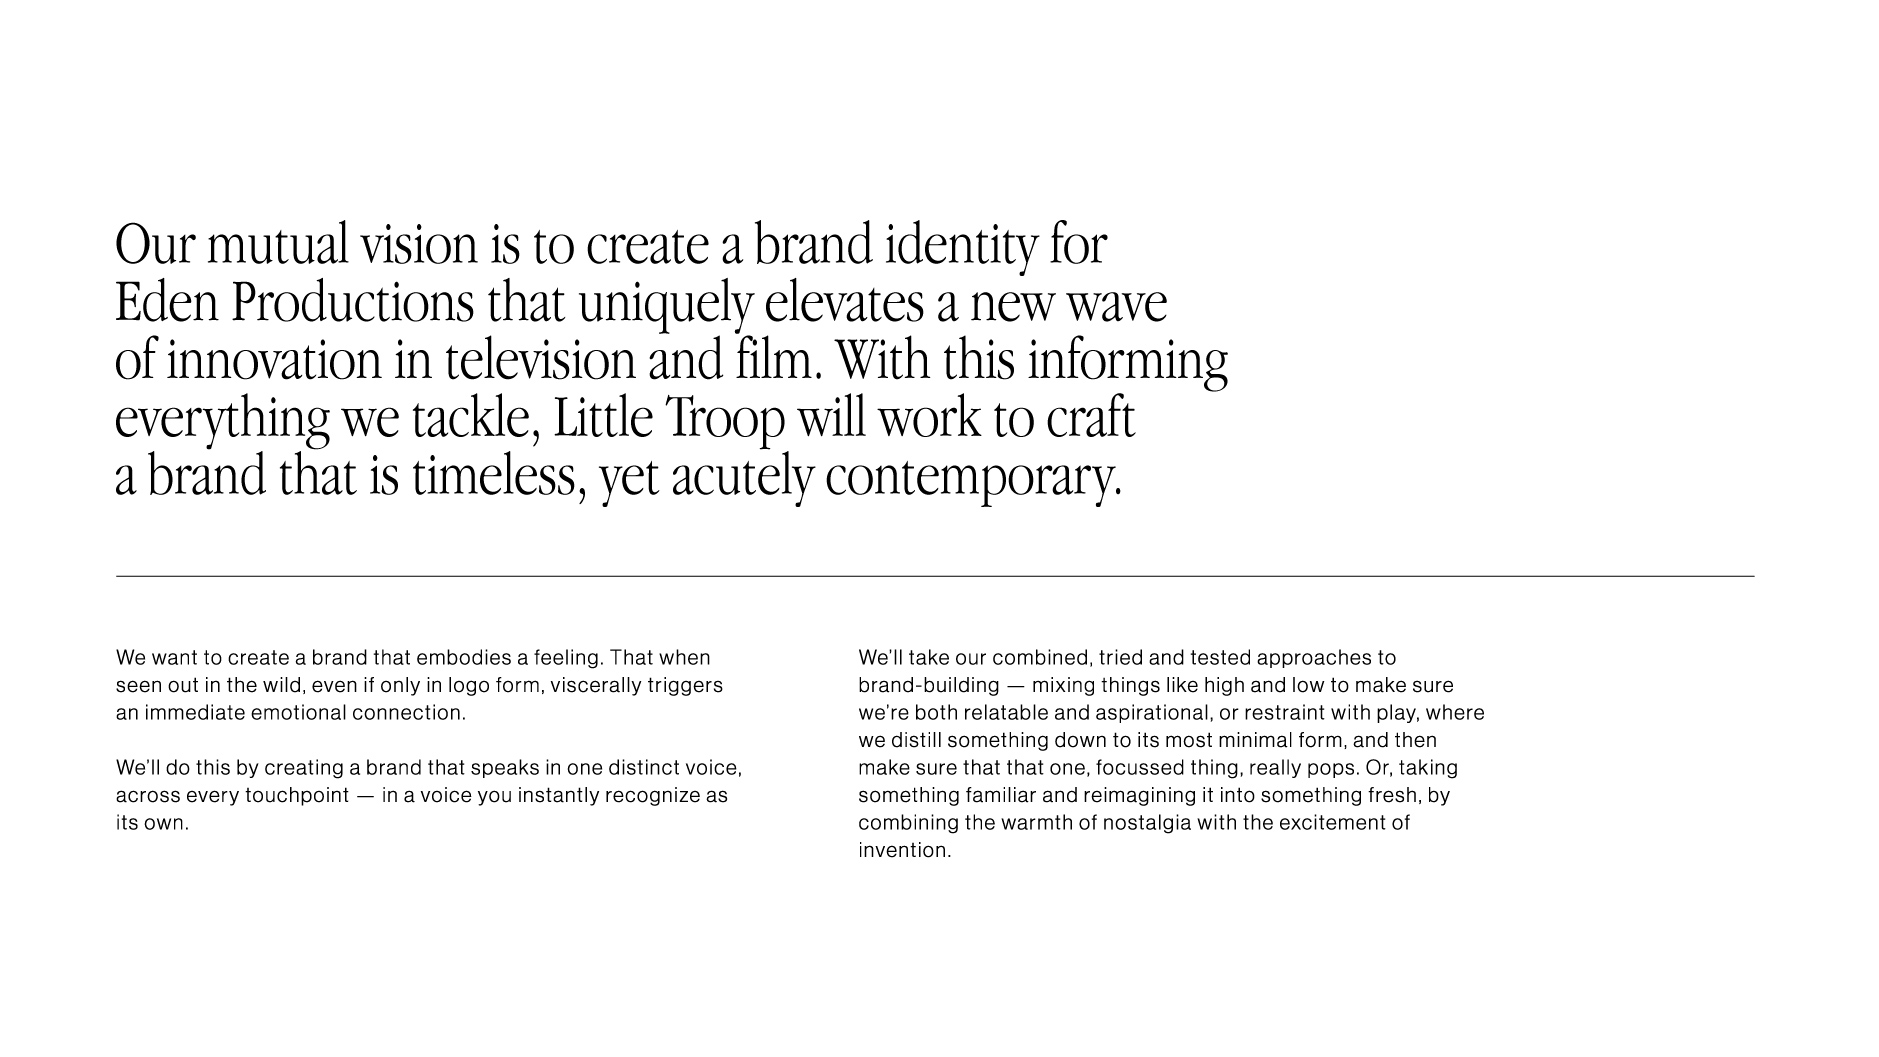 Our mutual vision is to create a brand identity for
Eden Productions that uniquely elevates a new wave
of innovation in television and film. With this informing
everything we tackle, Little Troop will work to craft
a brand that is timeless, yet acutely contemporary.
We want to create a brand that embodies a feeling. That when
seen out in the wild, even if only in logo form, viscerally triggers
an immediate emotional connection.
We’ll do this by creating a brand that speaks in one distinct voice,
across every touchpoint — in a voice you instantly recognize as
its own.
We’ll take our combined, tried and tested approaches to
brand-building — mixing things like high and low to make sure
we’re both relatable and aspirational, or restraint with play, where
we distill something down to its most minimal form, and then
make sure that that one, focussed thing, really pops. Or, taking
something familiar and reimagining it into something fresh, by
combining the warmth of nostalgia with the excitement of
invention.